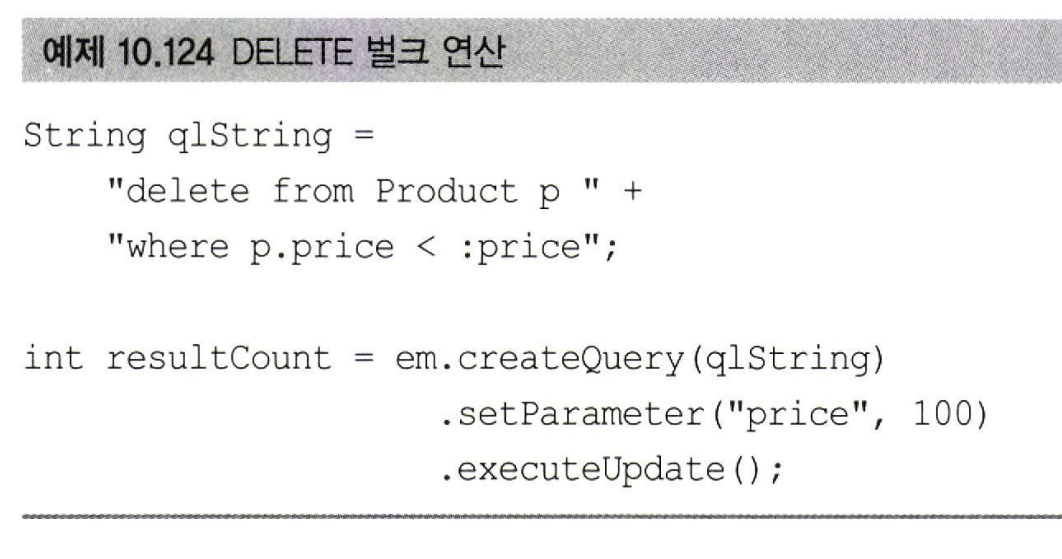 예제 10.124 DELETE 벌크 연산
String qlString =
    "delete from Product p " +
    "where p.price < :price";
int resultCount = em.createQuery(qlString)
                    .setParameter("price", 100)
                    .executeUpdate();